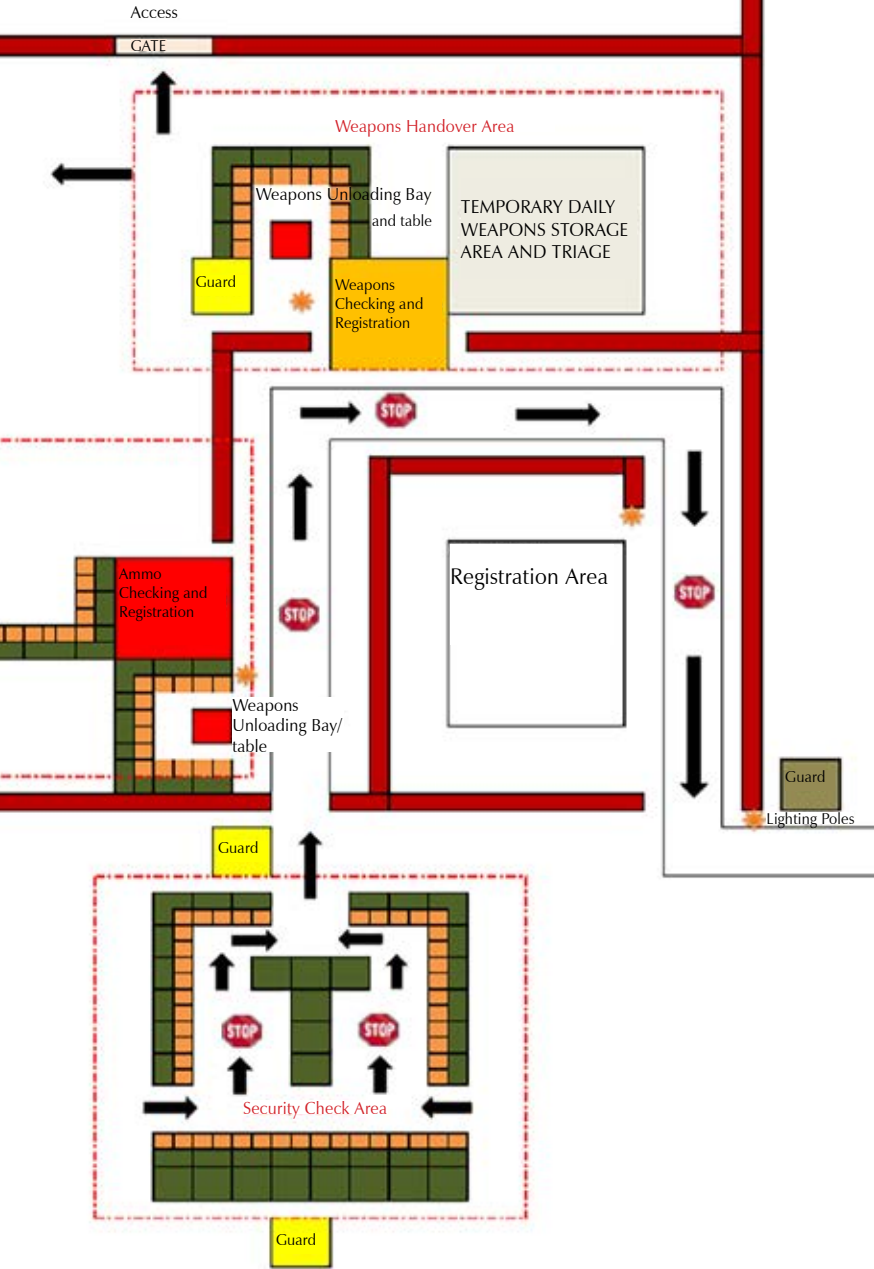 Access
GATE
Weapons Handover Area
Weapons Unloading Bay
and table
TEMPORARY DAILY
WEAPONS STORAGE
AREA AND TRIAGE
Guard
Weapons
Checking and
Registration
STOP
Ammo
Checking and
Registration
Registration Area
STOP
STOP
Weapons
Unloading Bay/
table
Guard
Lighting Poles
Guard
STOP
STOP
Security Check Area
Guard